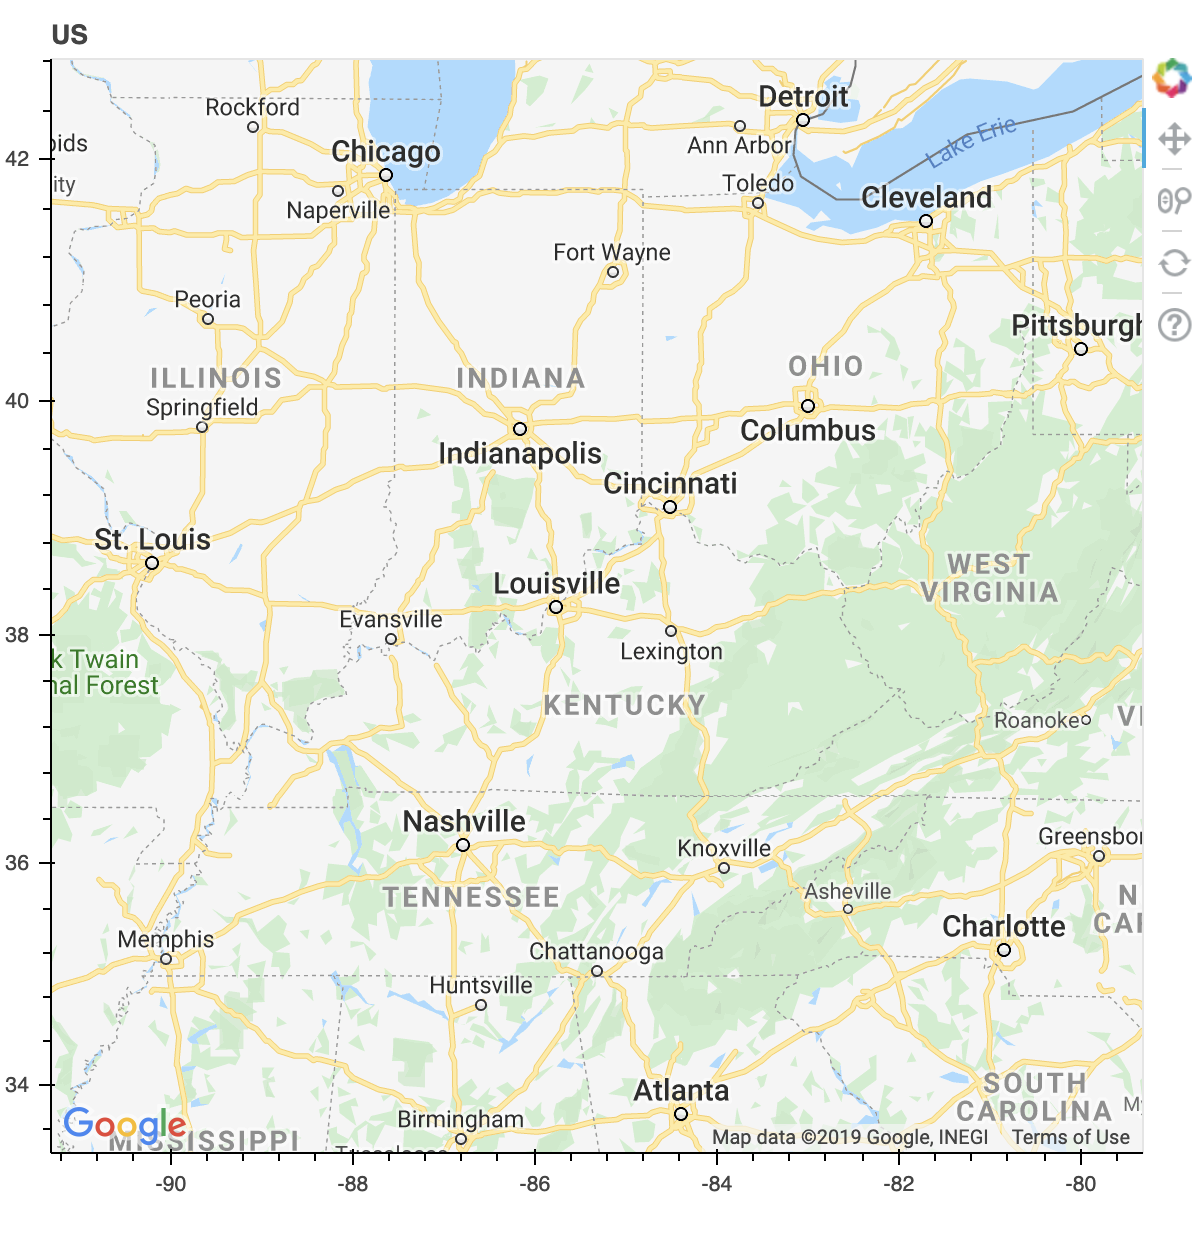 US
Detroit
Rockford
Ann Arbor
Chicago
Lake Erie
Toledo
Naperville
Cleveland
Fort Wayne
Peoria
Pittsburgh
OHIO
ILLINOIS
INDIANA
Springfield
Columbus
Indianapolis
Cincinnati
St. Louis
WEST
VIRGINIA
Louisville
Evansville
Lexington
k Twain
nal Forest
KENTUCKY
Roanoke
VI
Nashville
Knoxville
Greensbor
TENNESSEE
Asheville
N
CAR
Charlotte
Memphis
Chattanooga
Huntsville
Atlanta
SOUTH
CAROLINA
Birmingham
Google
MISSISSIPPI
Map data ©2019 Google, INEGI Terms of Use
42
40
38
36
34
-90
-88
-86
-84
-82
-80